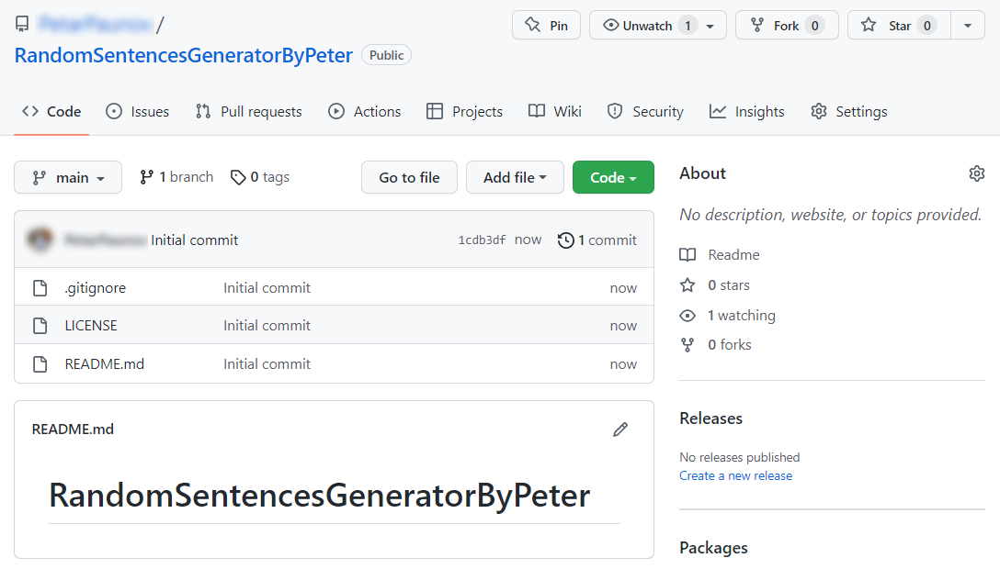 /
RandomSentencesGeneratorByPeter Public
Pin
Unwatch 1
Fork 0
Star 0
Code Issues Pull requests Actions Projects Wiki Security Insights Settings
main 1 branch 0 tags Go to file Add file Code
Initial commit 1cdb3df now 1 commit
.gitignore Initial commit now
LICENSE Initial commit now
README.md Initial commit now
README.md
RandomSentencesGeneratorByPeter
About
No description, website, or topics provided.
Readme
0 stars
1 watching
0 forks
Releases
No releases published
Create a new release
Packages